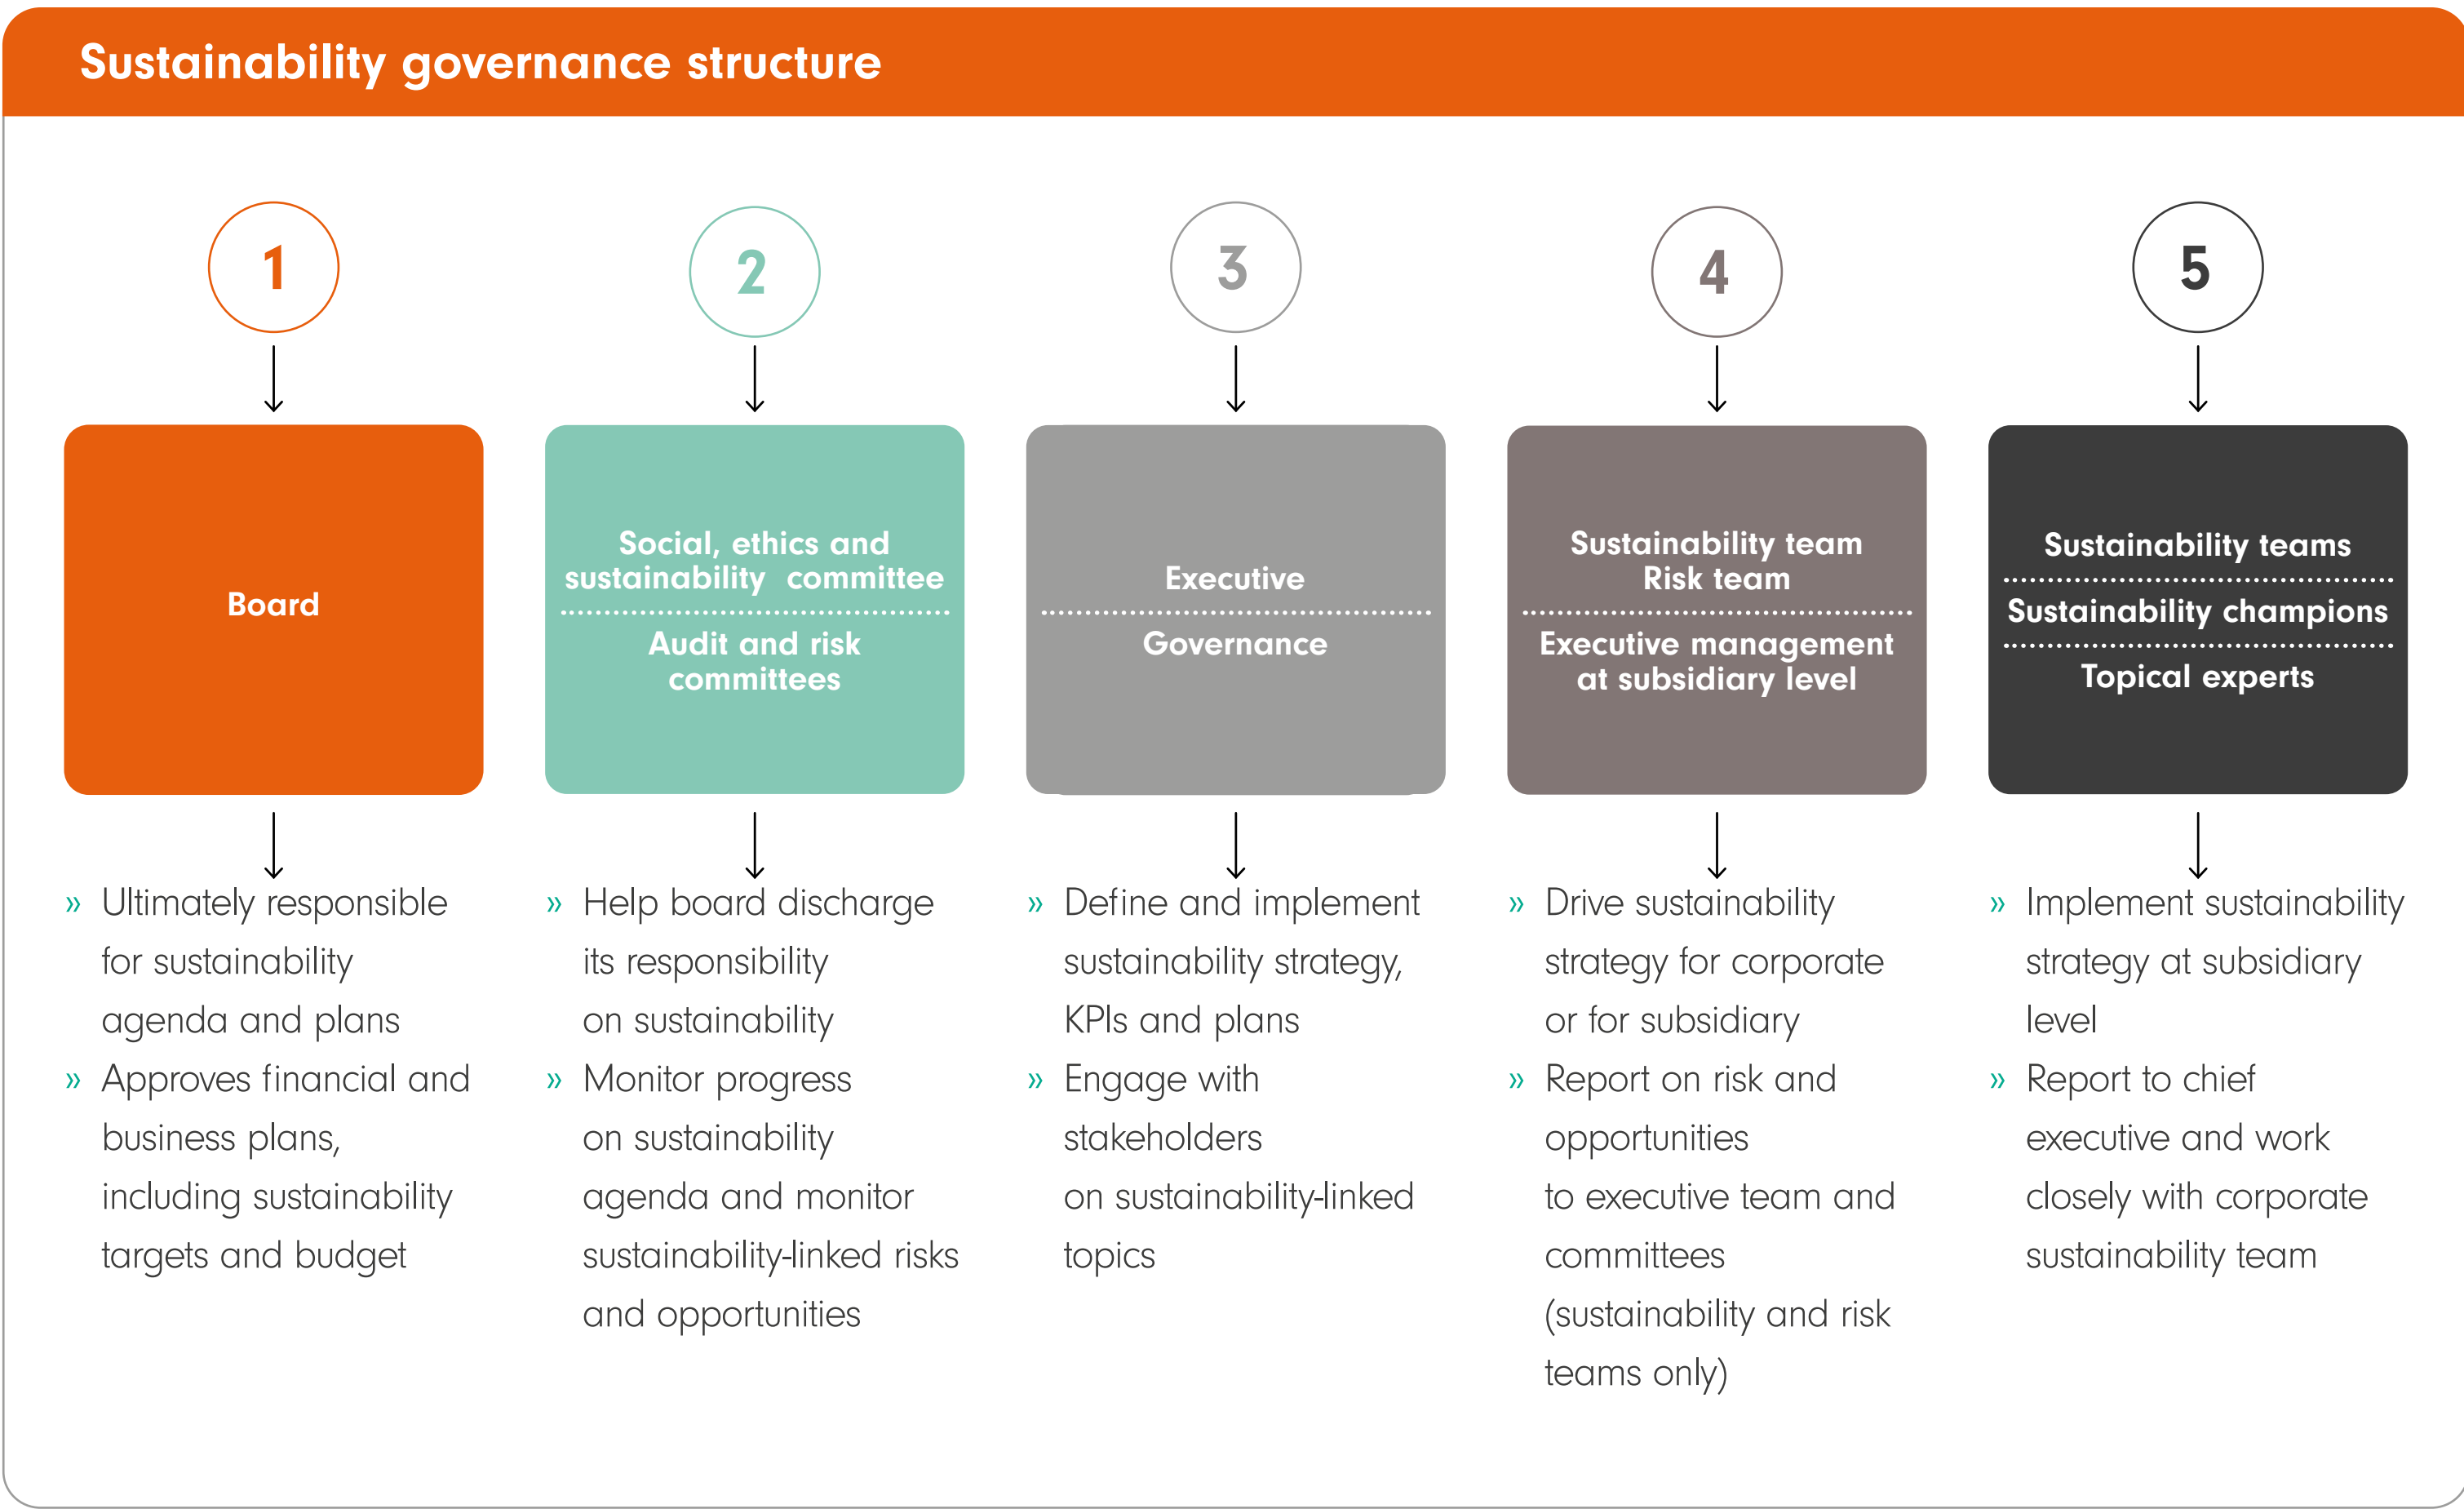 Sustainability governance structure
1
2
3
4
5
Board
Social, ethics and
sustainability committee
Audit and risk
committees
Executive
Governance
Sustainability team
Risk team
Executive management
at subsidiary level
Sustainability teams
Sustainability champions
Topical experts
» Ultimately responsible
for sustainability
agenda and plans
» Approves financial and
business plans,
including sustainability
targets and budget
» Help board discharge
its responsibility
on sustainability
» Monitor progress
on sustainability
agenda and monitor
sustainability-linked risks
and opportunities
» Define and implement
sustainability strategy,
KPIs and plans
» Engage with
stakeholders
on sustainability-linked
topics
» Drive sustainability
strategy for corporate
or for subsidiary
» Report on risk and
opportunities
to executive team and
committees
(sustainability and risk
teams only)
» Implement sustainability
strategy at subsidiary
level
» Report to chief
executive and work
closely with corporate
sustainability team